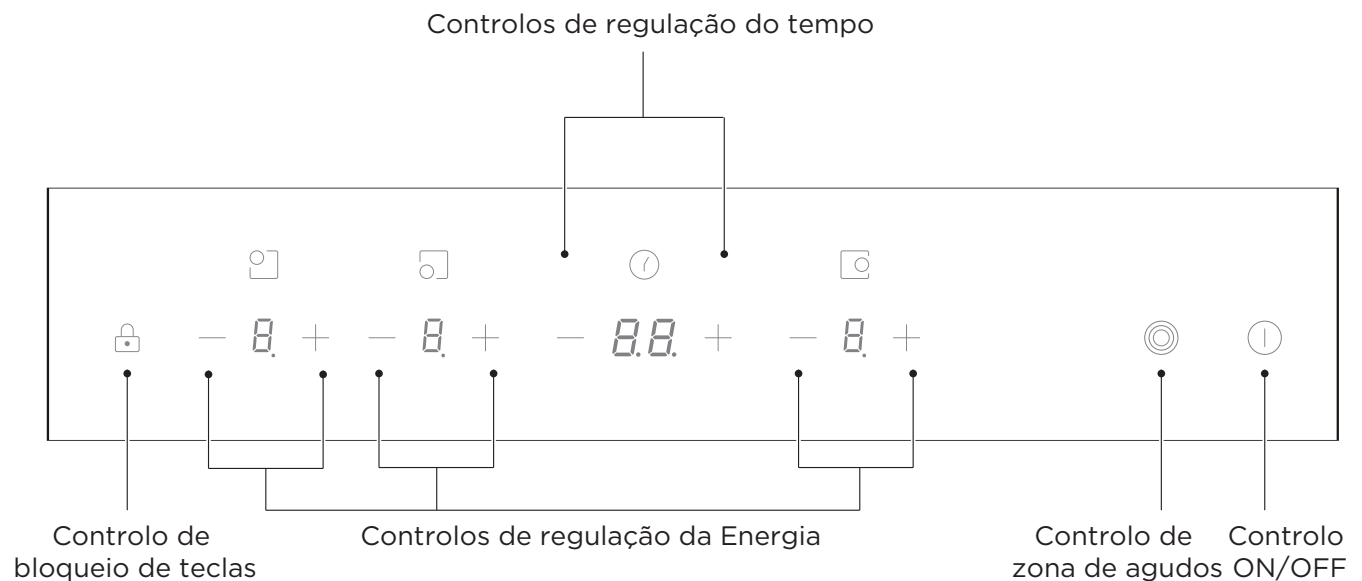 Controlos de regulação do tempo
8. 8. 8.8. 8.
Controlo de
bloqueio de teclas
Controlos de regulação da Energia
Controlo de
zona de agudos
Controlo
ON/OFF